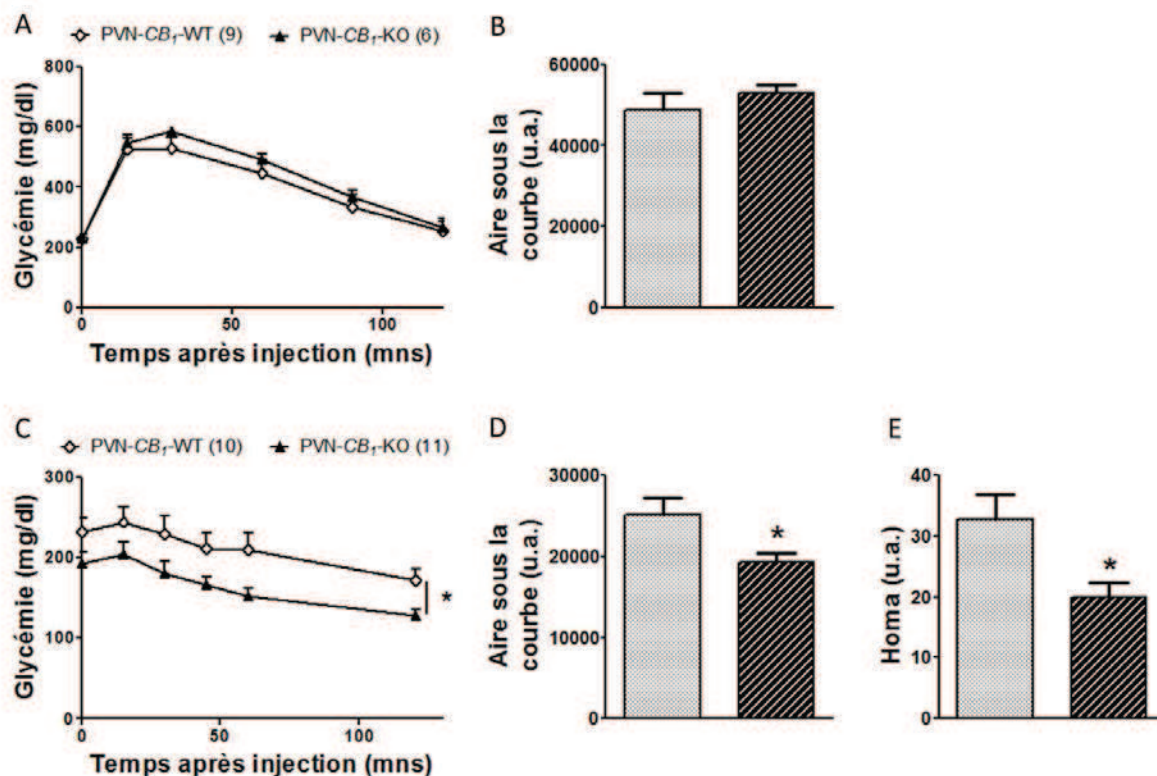 A
PVN-CB1-WT (9) PVN-CB1-KO (6)
Glycémie (mg/dl)
800
600
400
200
0
0 50 100
Temps après injection (mns)
B
Aire sous la
courbe (u.a.)
60000
40000
20000
0
C
PVN-CB1-WT (10) PVN-CB1-KO (11)
Glycémie (mg/dl)
300
200
100
0
*
0 50 100
Temps après injection (mns)
D
Aire sous la
courbe (u.a.)
30000
20000
10000
0
*
E
Homa (u.a.)
40
30
20
10
0
*